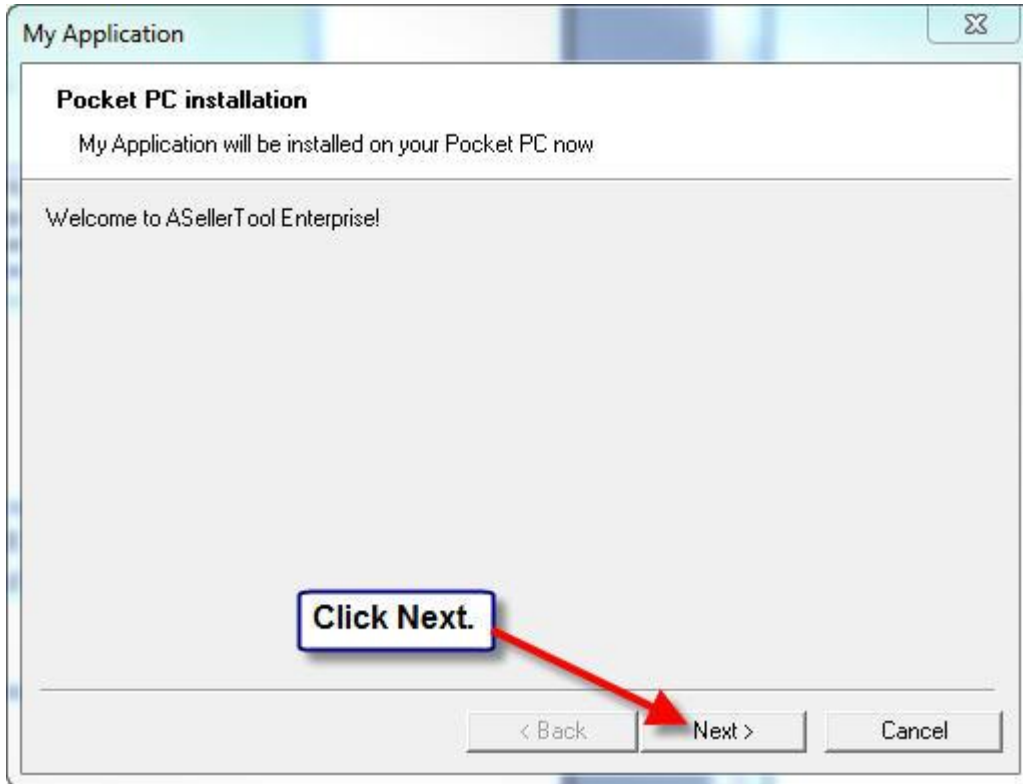 My Application
Pocket PC installation
My Application will be installed on your Pocket PC now
Welcome to ASellerTool Enterprise!
Click Next.
< Back
Next >
Cancel